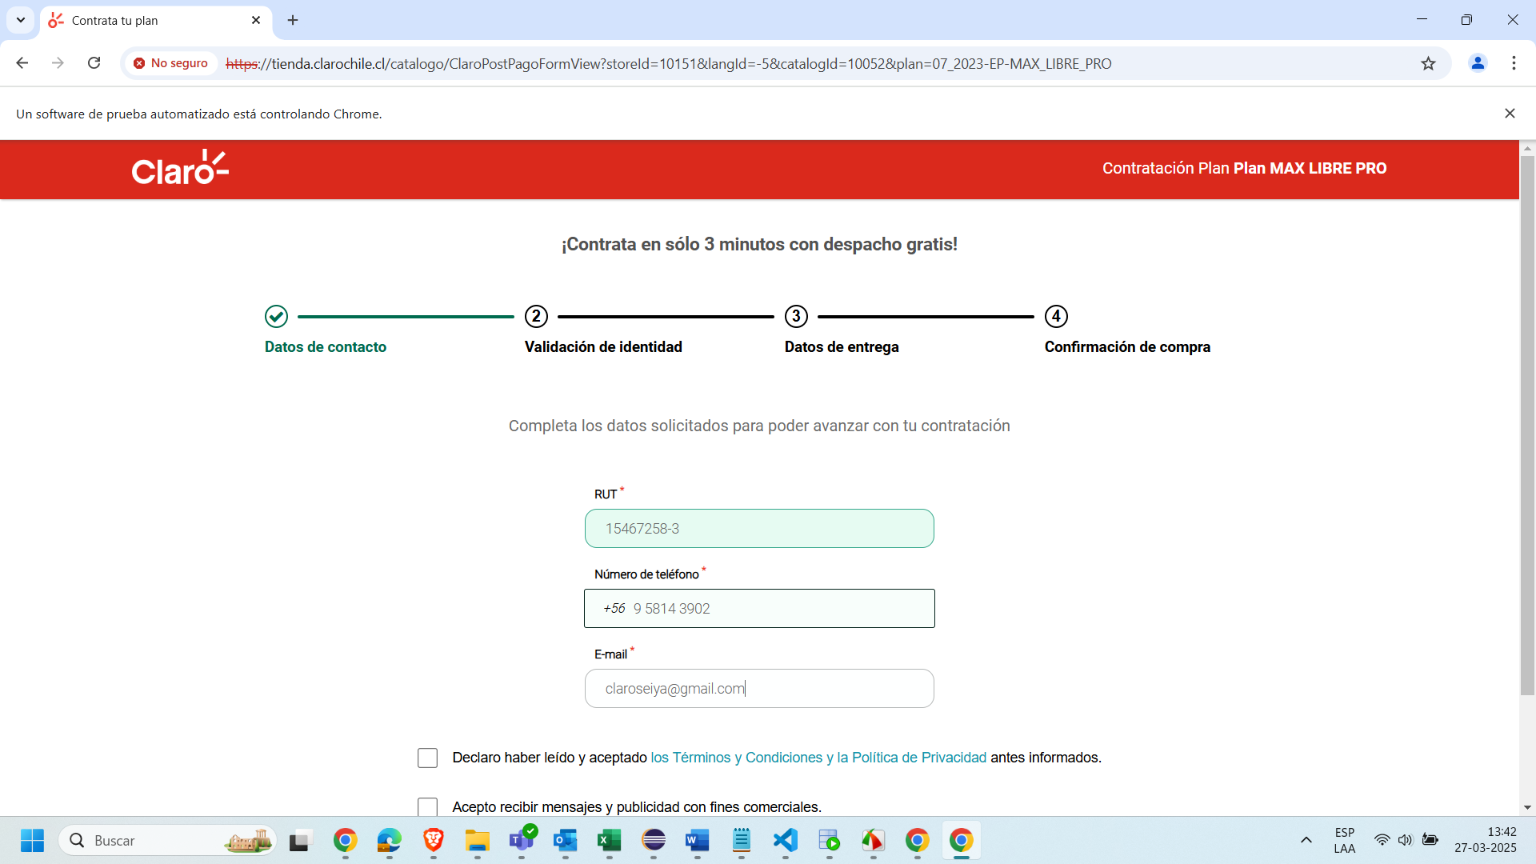 Contrata tu plan
No seguro
https://tienda.clarochile.cl/catalogo/ClaroPostPagoFormView?storeId=10151&langId=-5&catalogId=10052&plan=07_2023-EP-MAX_LIBRE_PRO
Un software de prueba automatizado está controlando Chrome.
Claro
Contratación Plan Plan MAX LIBRE PRO
¡Contrata en sólo 3 minutos con despacho gratis!
2
3
4
Datos de contacto
Validación de identidad
Datos de entrega
Confirmación de compra
Completa los datos solicitados para poder avanzar con tu contratación
RUT *
15467258-3
Número de teléfono *
+56 9 5814 3902
E-mail *
claroseiya@gmail.com
Declaro haber leído y aceptado los Términos y Condiciones y la Política de Privacidad antes informados.
Acepto recibir mensajes y publicidad con fines comerciales.
Buscar
ESP
LAA
13:42
27-03-2025